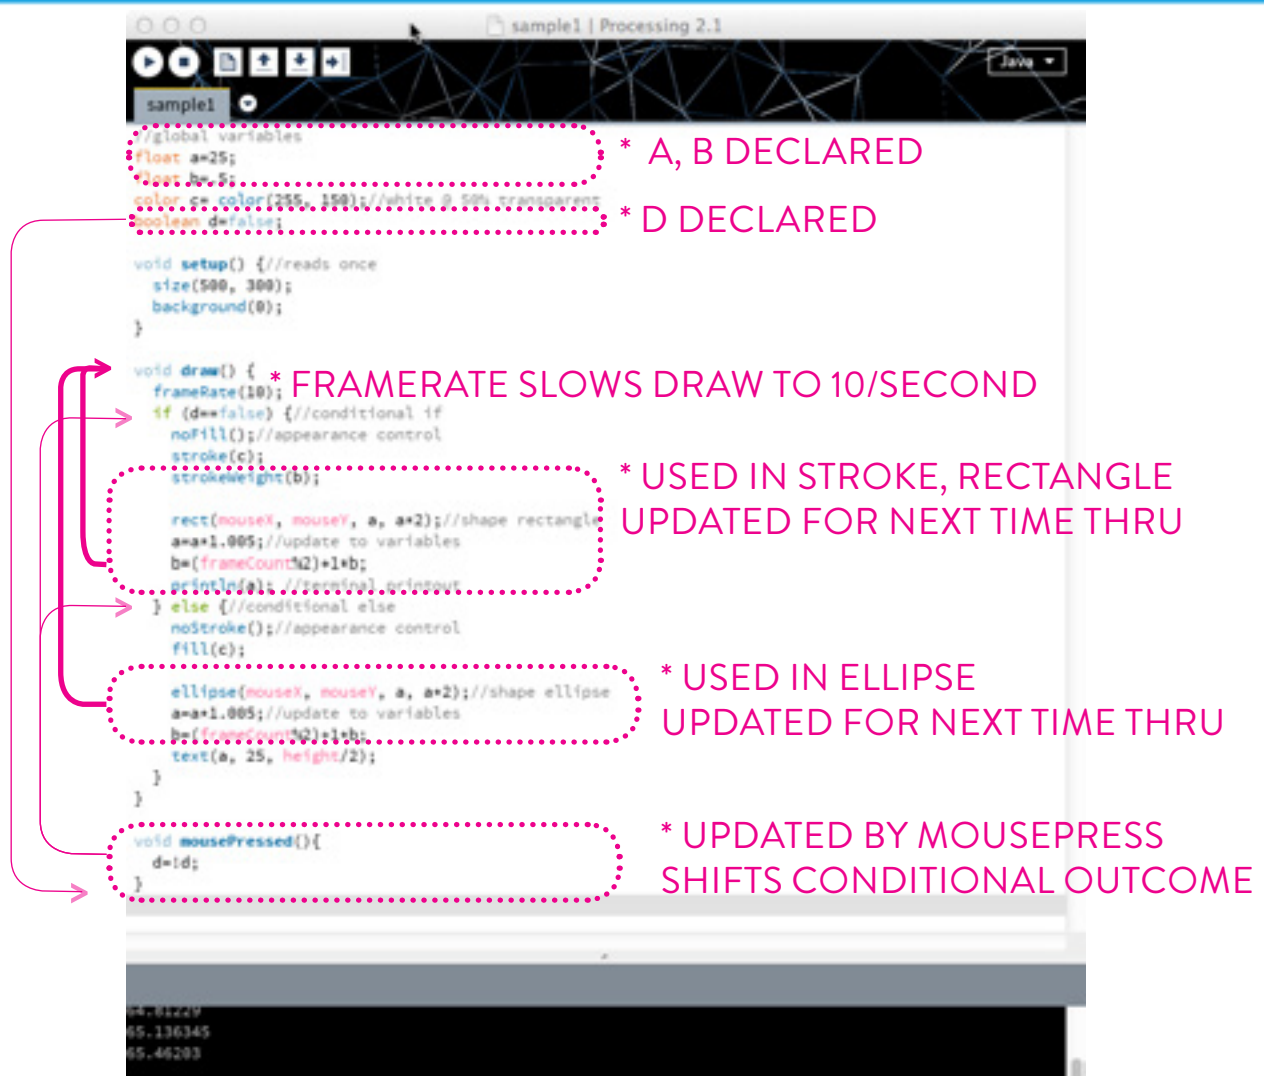 sample1 | Processing 2.1
Java
sample1
//global variables
float a=25;
float b=.5;
color c= color(255, 150);//white @ 50% transparent
boolean d=false;
* A, B DECLARED
* D DECLARED
void setup() {//reads once
size(500, 300);
background(0);
}
void draw() {
frameRate(10);
* FRAMERATE SLOWS DRAW TO 10/SECOND
if (d==false) {//conditional if
noFill();//appearance control
stroke(c);
strokeWeight(b);
rect(mouseX, mouseY, a, a*2);//shape rectangle
a=a*1.005;//update to variables
b=(frameCount%2)+1*b;
println(a); //terminal printout
* USED IN STROKE, RECTANGLE
UPDATED FOR NEXT TIME THRU
} else {//conditional else
noStroke();//appearance control
fill(c);
ellipse(mouseX, mouseY, a, a*2);//shape ellipse
a=a*1.005;//update to variables
b=(frameCount%2)+1*b;
text(a, 25, height/2);
}
}
* USED IN ELLIPSE
UPDATED FOR NEXT TIME THRU
void mousePressed(){
d=!d;
}
* UPDATED BY MOUSEPRESS
SHIFTS CONDITIONAL OUTCOME
64.81229
65.136345
65.46203